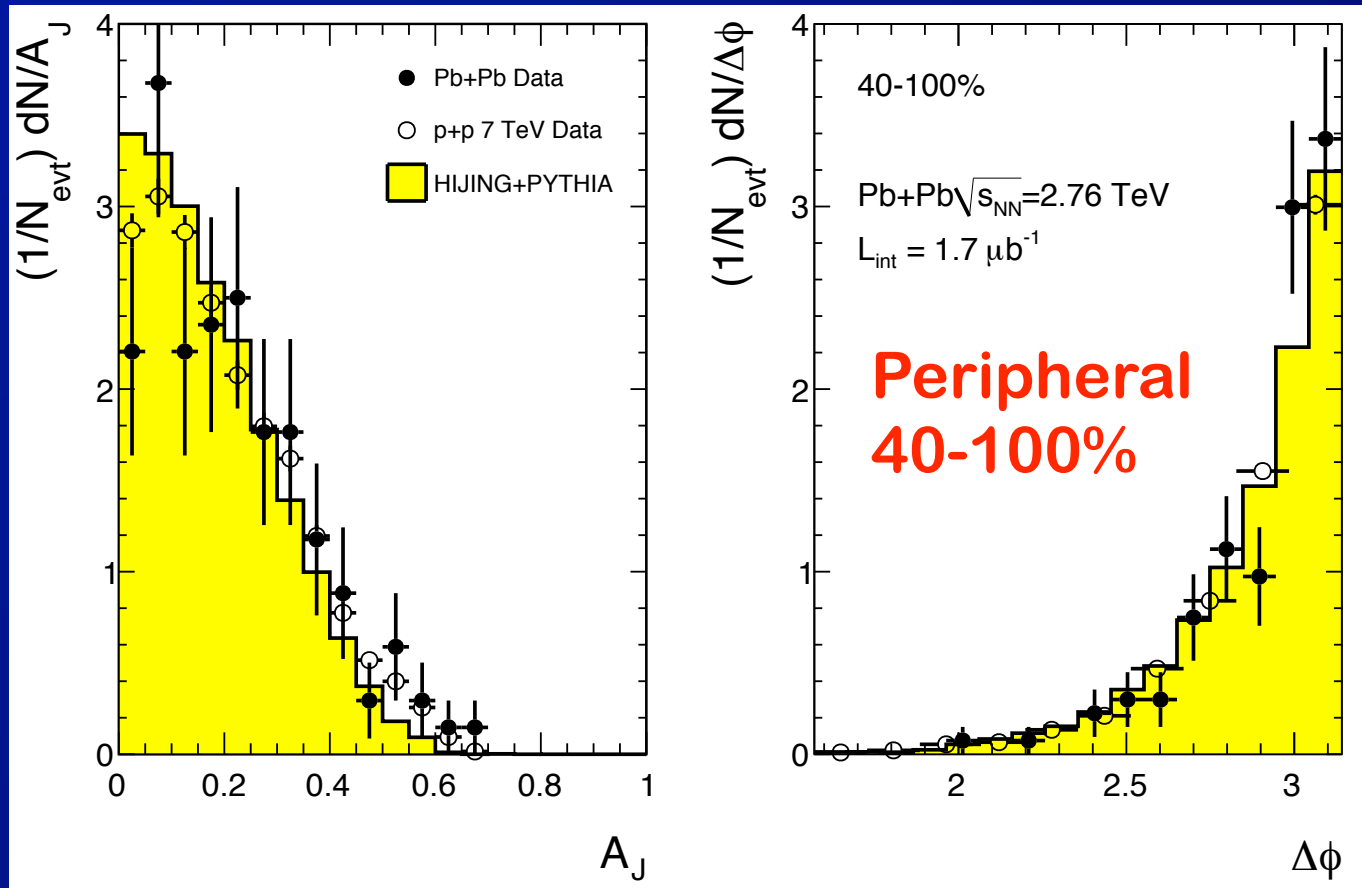 (1/N_evt) dN/A_J
4
3
2
1
0
Pb+Pb Data
p+p 7 TeV Data
HIJING+PYTHIA
0 0.2 0.4 0.6 0.8 1
A_J
(1/N_evt) dN/Δϕ
4
3
2
1
0
40-100%
Pb+Pb√s_NN=2.76 TeV
L_int = 1.7 μb^-1
Peripheral
40-100%
2 2.5 3
Δϕ